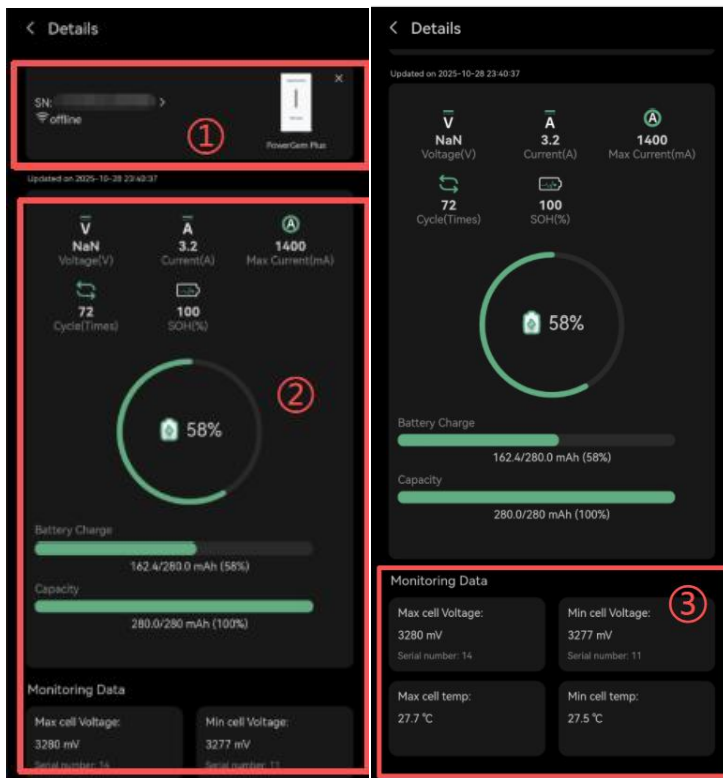 Details
SN:
offline
①
PowerGem Plus
Updated on 2025-10-28 23:40:37
V
A
A
NaN
3.2
1400
Voltage(V)
Current(A)
Max Current(mA)
72
100
Cycle(Times)
SOH(%)
58%
②
Battery Charge
162.4/280.0 mAh (58%)
Capacity
280.0/280 mAh (100%)
Monitoring Data
Max cell Voltage:
Min cell Voltage:
3280 mV
3277 mV
Serial number: 14
Serial number: 11
Details
Updated on 2025-10-28 23:40:37
V
A
A
NaN
3.2
1400
Voltage(V)
Current(A)
Max Current(mA)
72
100
Cycle(Times)
SOH(%)
58%
Battery Charge
162.4/280.0 mAh (58%)
Capacity
280.0/280 mAh (100%)
Monitoring Data
③
Max cell Voltage:
Min cell Voltage:
3280 mV
3277 mV
Serial number: 14
Serial number: 11
Max cell temp:
Min cell temp:
27.7 ℃
27.5 ℃